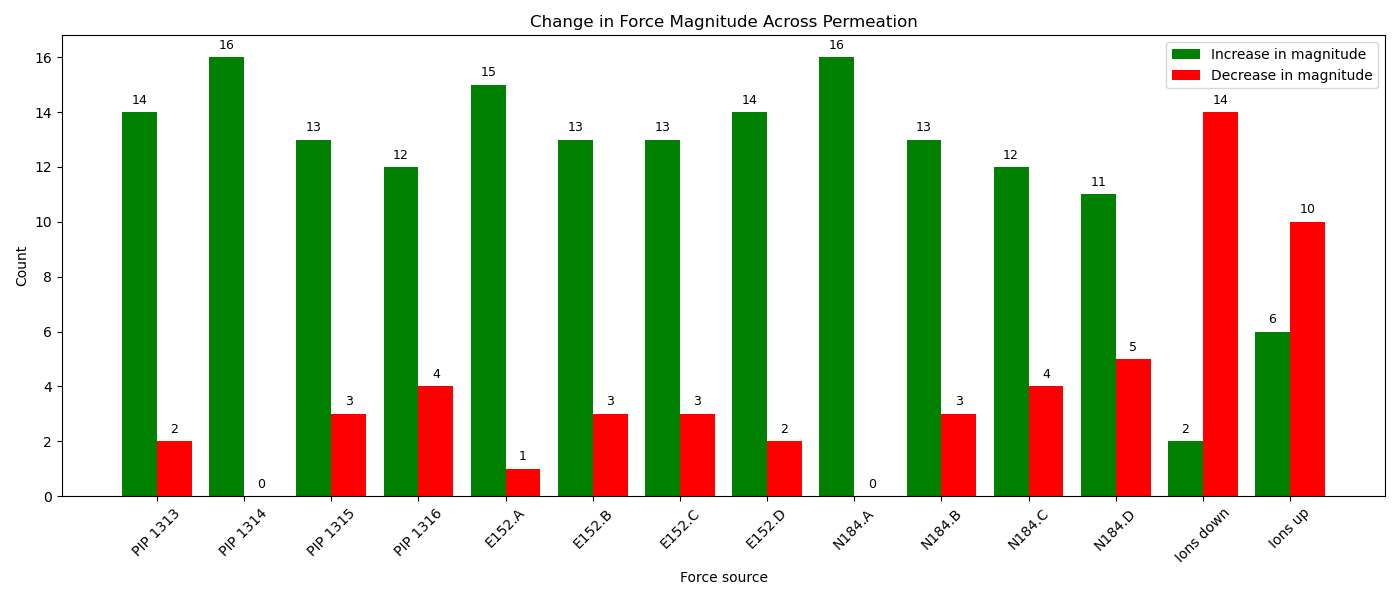 Change in Force Magnitude Across Permeation
Increase in magnitude
Decrease in magnitude
Count
16
14
12
10
8
6
4
2
0
14
2
16
0
13
3
12
4
15
1
13
3
13
3
14
2
16
0
13
3
12
4
11
5
2
14
6
10
PIP 1313
PIP 1314
PIP 1315
PIP 1316
E152.A
E152.B
E152.C
E152.D
N184.A
N184.B
N184.C
N184.D
Ions down
Ions up
Force source